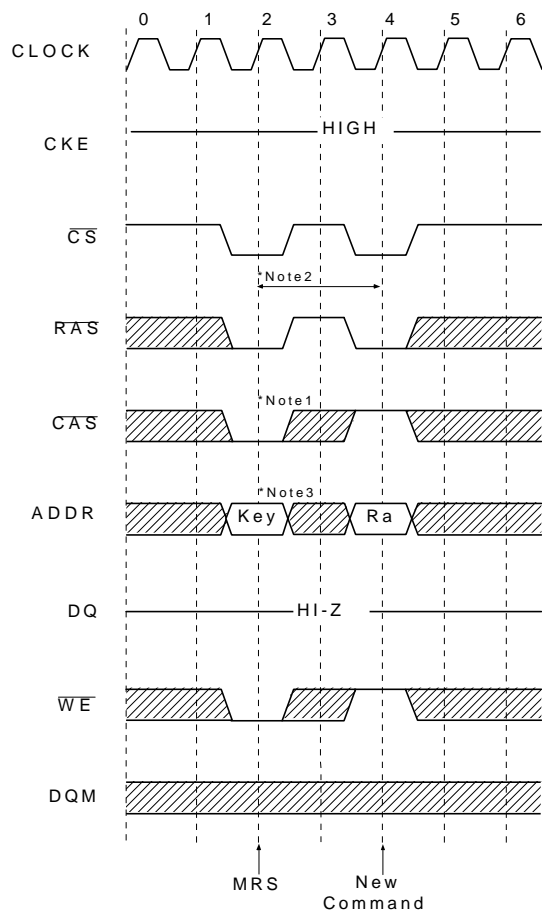 0 1 2 3 4 5 6
CLOCK
HIGH
CKE
CS
*Note2
RAS
*Note1
CAS
*Note3
ADDR Key Ra
DQ HI-Z
WE
DQM
MRS New
Command